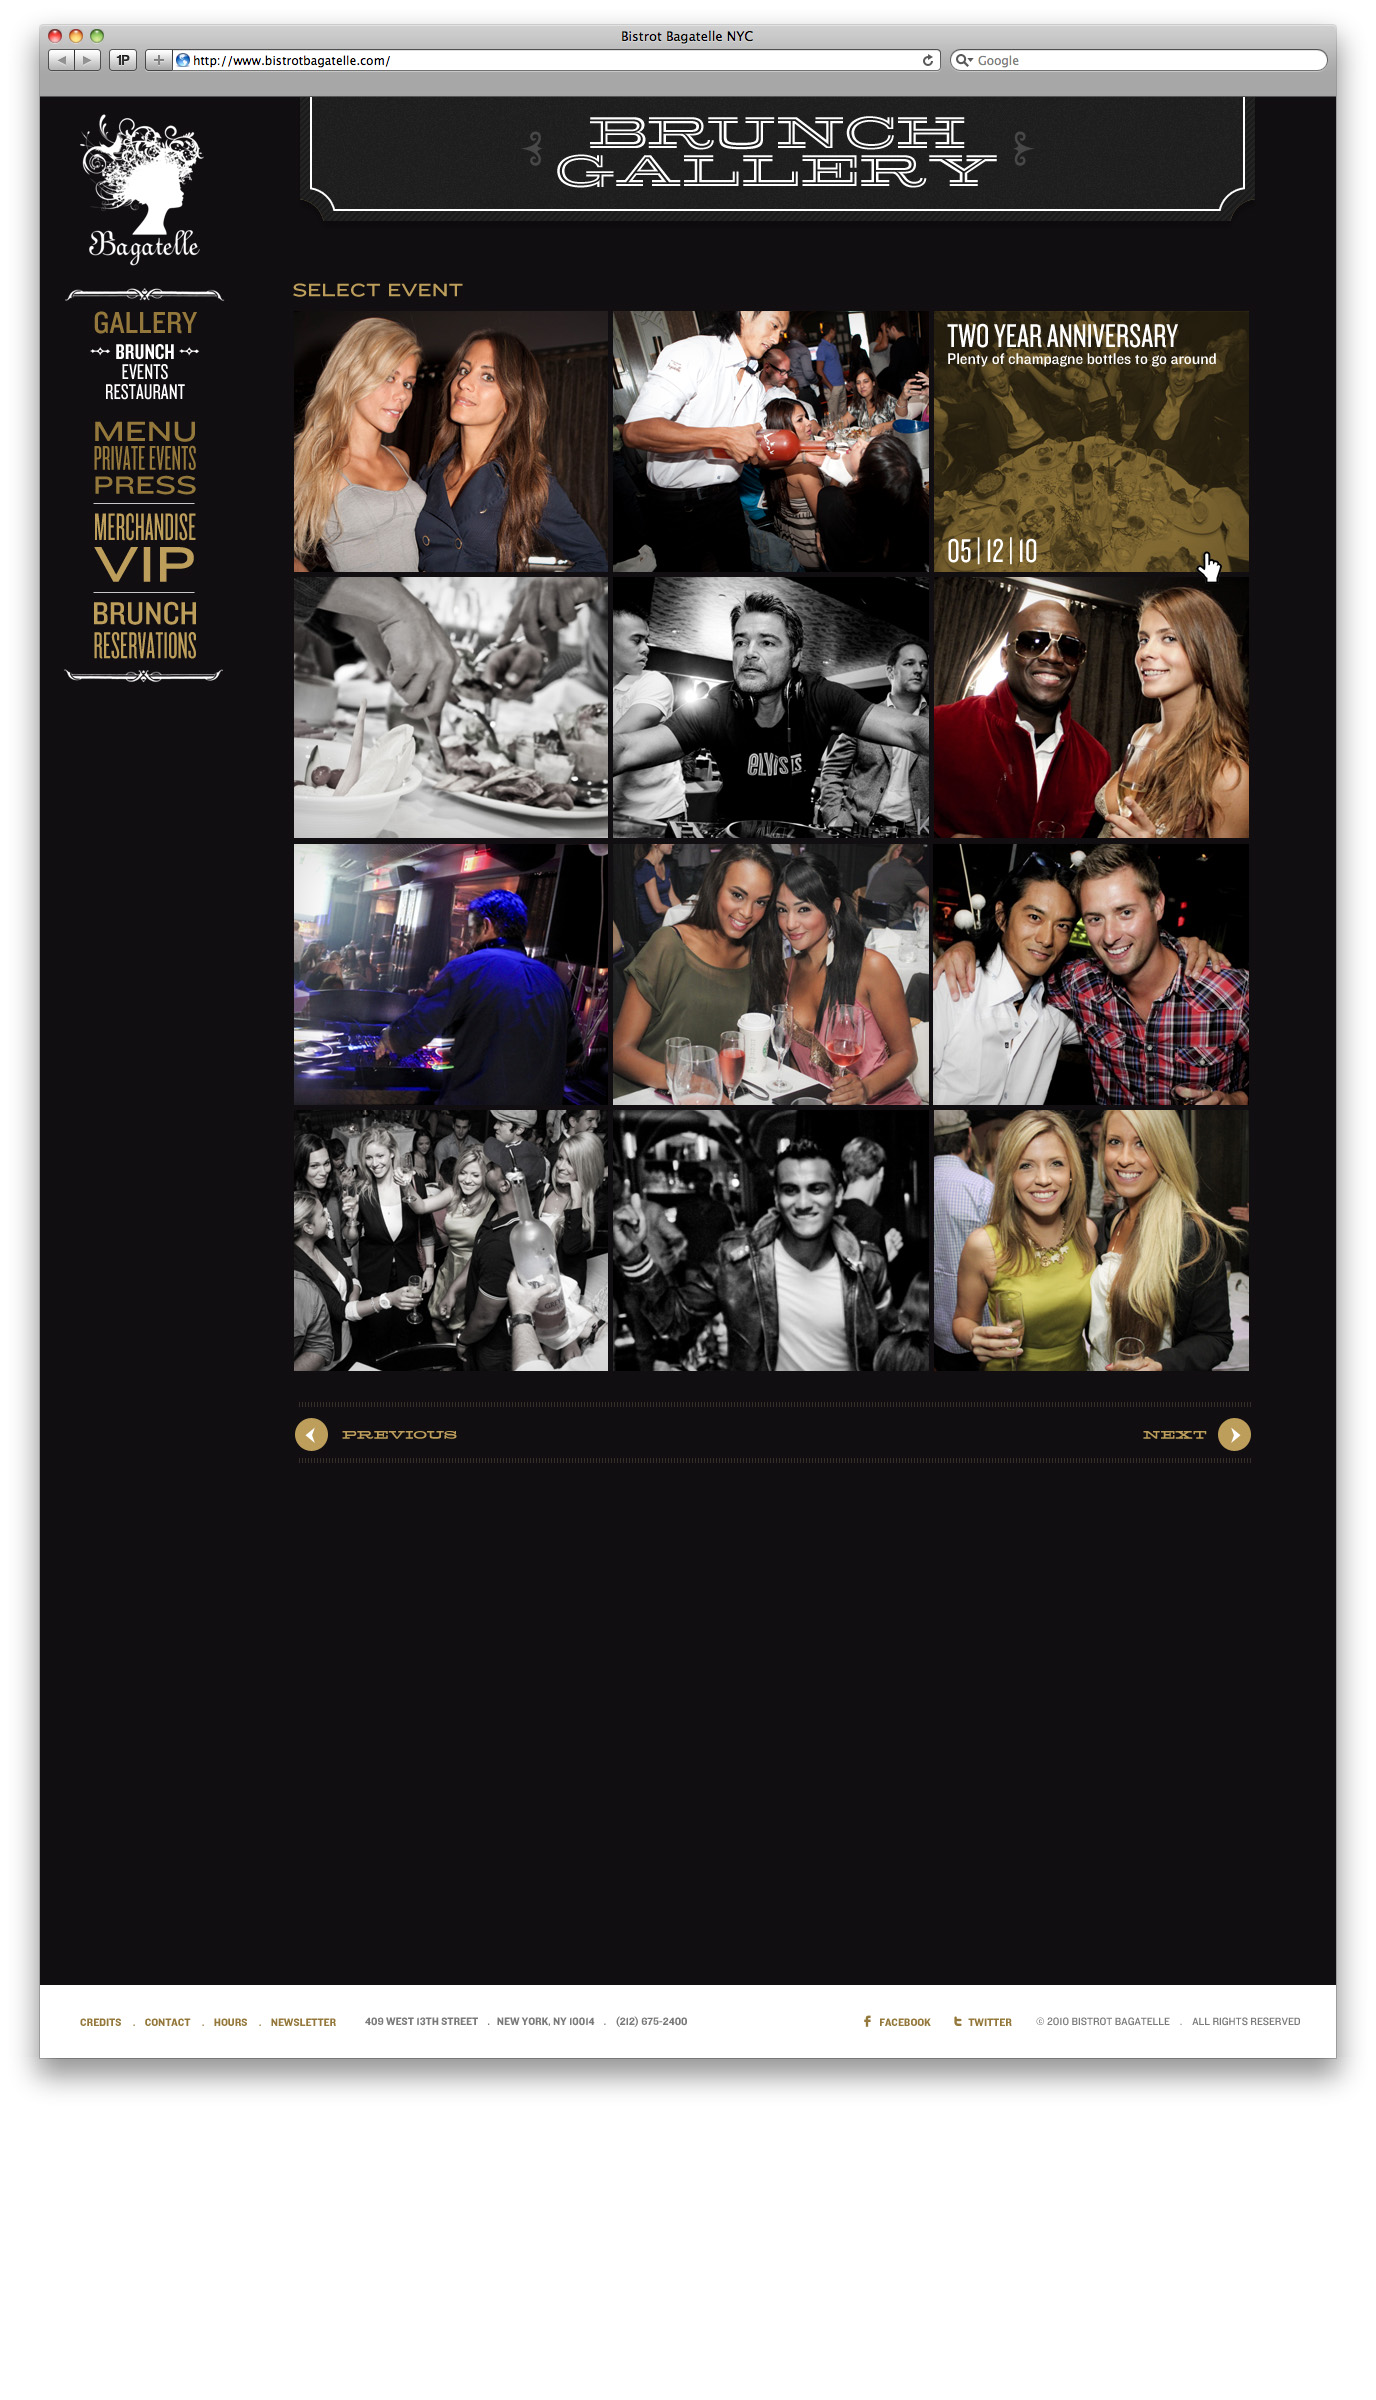 Bistrot Bagatelle NYC
1P
http://www.bistrotbagatelle.com/
Google
Bagatelle
BRUNCH
GALLERY
GALLERY
BRUNCH
EVENTS
RESTAURANT
MENU
PRIVATE EVENTS
PRESS
MERCHANDISE
VIP
BRUNCH
RESERVATIONS
SELECT EVENT
TWO YEAR ANNIVERSARY
Plenty of champagne bottles to go around
05|12|10
ELVIS IS
PREVIOUS
NEXT
CREDITS . CONTACT . HOURS . NEWSLETTER
409 WEST 13TH STREET . NEW YORK, NY 10014 . (212) 675-2400
FACEBOOK
TWITTER
© 2010 BISTROT BAGATELLE . ALL RIGHTS RESERVED